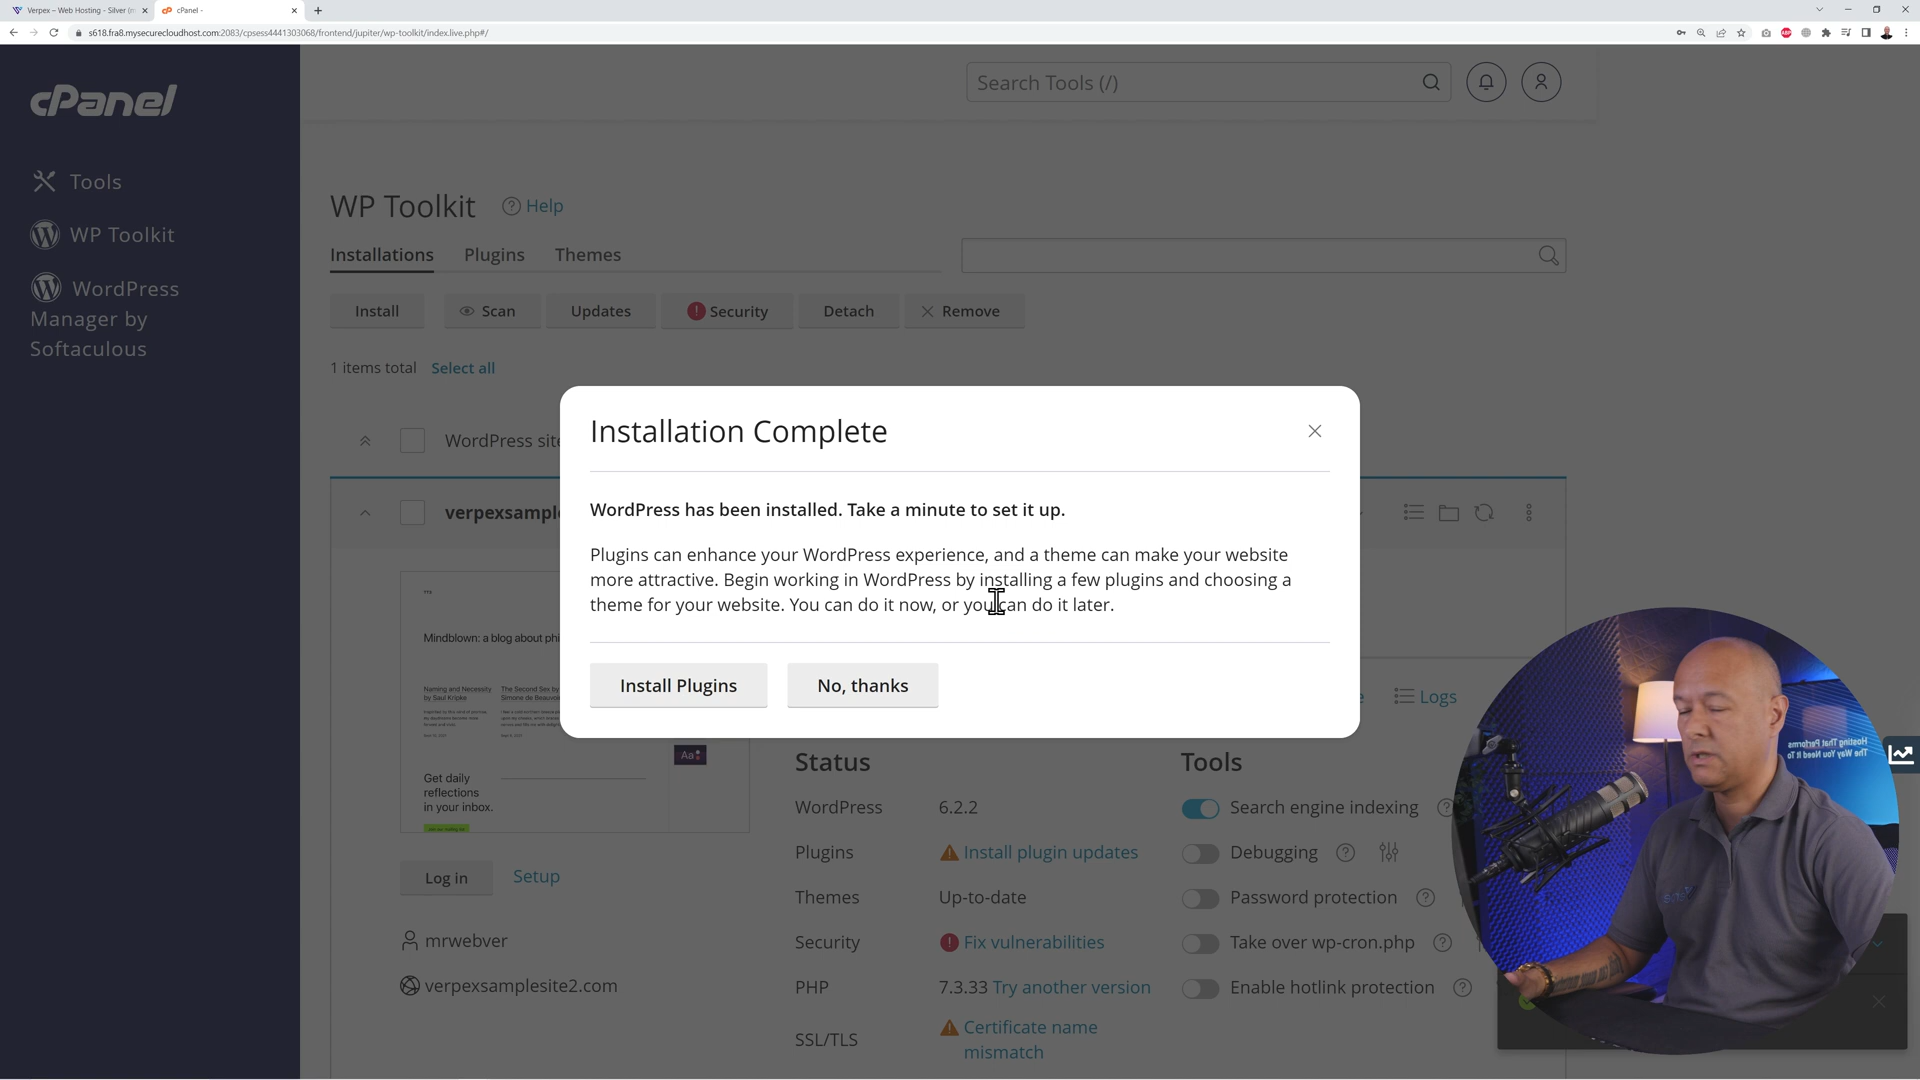 Verpex – Web Hosting - Silver
cPanel -
s618.fra8.mysecurecloudhost.com:2083/cpsess4441303068/frontend/jupiter/wp-toolkit/index.live.php#/
cPanel
Search Tools (/)
Tools
WP Toolkit
WordPress
Manager by
Softaculous
WP Toolkit
Help
Installations
Plugins
Themes
Install
Scan
Updates
Security
Detach
Remove
1 items total Select all
WordPress site
Installation Complete
WordPress has been installed. Take a minute to set it up.
Plugins can enhance your WordPress experience, and a theme can make your website
more attractive. Begin working in WordPress by installing a few plugins and choosing a
theme for your website. You can do it now, or you can do it later.
Install Plugins
No, thanks
Mindblown: a blog about
Naming and Necessity
by Saul Kripke
The Second Sex by
Simone de Beauvoir
Get daily
reflections
in your inbox.
Aa
Logs
Log in
Setup
mrwebver
verpexsamplesite2.com
Status
WordPress 6.2.2
Plugins Install plugin updates
Themes Up-to-date
Security Fix vulnerabilities
PHP 7.3.33 Try another version
SSL/TLS Certificate name
mismatch
Tools
Search engine indexing
Debugging
Password protection
Take over wp-cron.php
Enable hotlink protection
Hosting That Performs
The Way You Need It To